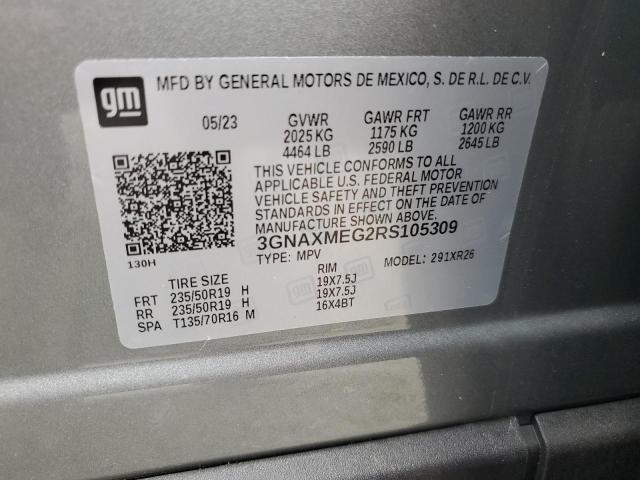 gm
MFD BY GENERAL MOTORS DE MEXICO, S. DE R.L. DE C.V.
05/23 GVWR GAWR FRT GAWR RR
2025 KG 1175 KG 1200 KG
4464 LB 2590 LB 2645 LB
THIS VEHICLE CONFORMS TO ALL
APPLICABLE U.S. FEDERAL MOTOR
VEHICLE SAFETY AND THEFT PREVENTION
STANDARDS IN EFFECT ON THE DATE OF
MANUFACTURE SHOWN ABOVE.
3GNAXMEG2RS105309
130H TYPE: MPV MODEL: 291XR26
TIRE SIZE RIM
FRT 235/50R19 H 19X7.5J
RR 235/50R19 H 19X7.5J
SPA T135/70R16 M 16X4BT